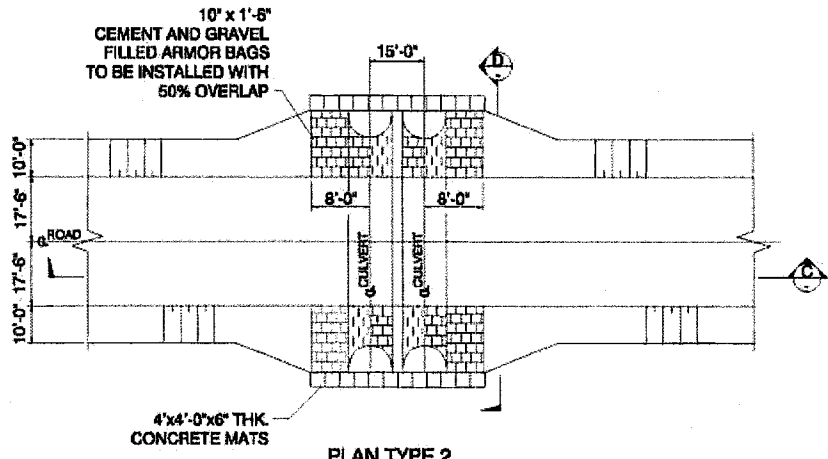 10" x 1'-6"
CEMENT AND GRAVEL
FILLED ARMOR BAGS
TO BE INSTALLED WITH
50% OVERLAP
15'-0"
D
-
10'-0"
17'-6"
17'-6"
10'-0"
8'-0"
8'-0"
℄ ROAD
℄ CULVERT
℄ CULVERT
C
-
4'x4'-0"x6" THK.
CONCRETE MATS
PLAN TYPE 2